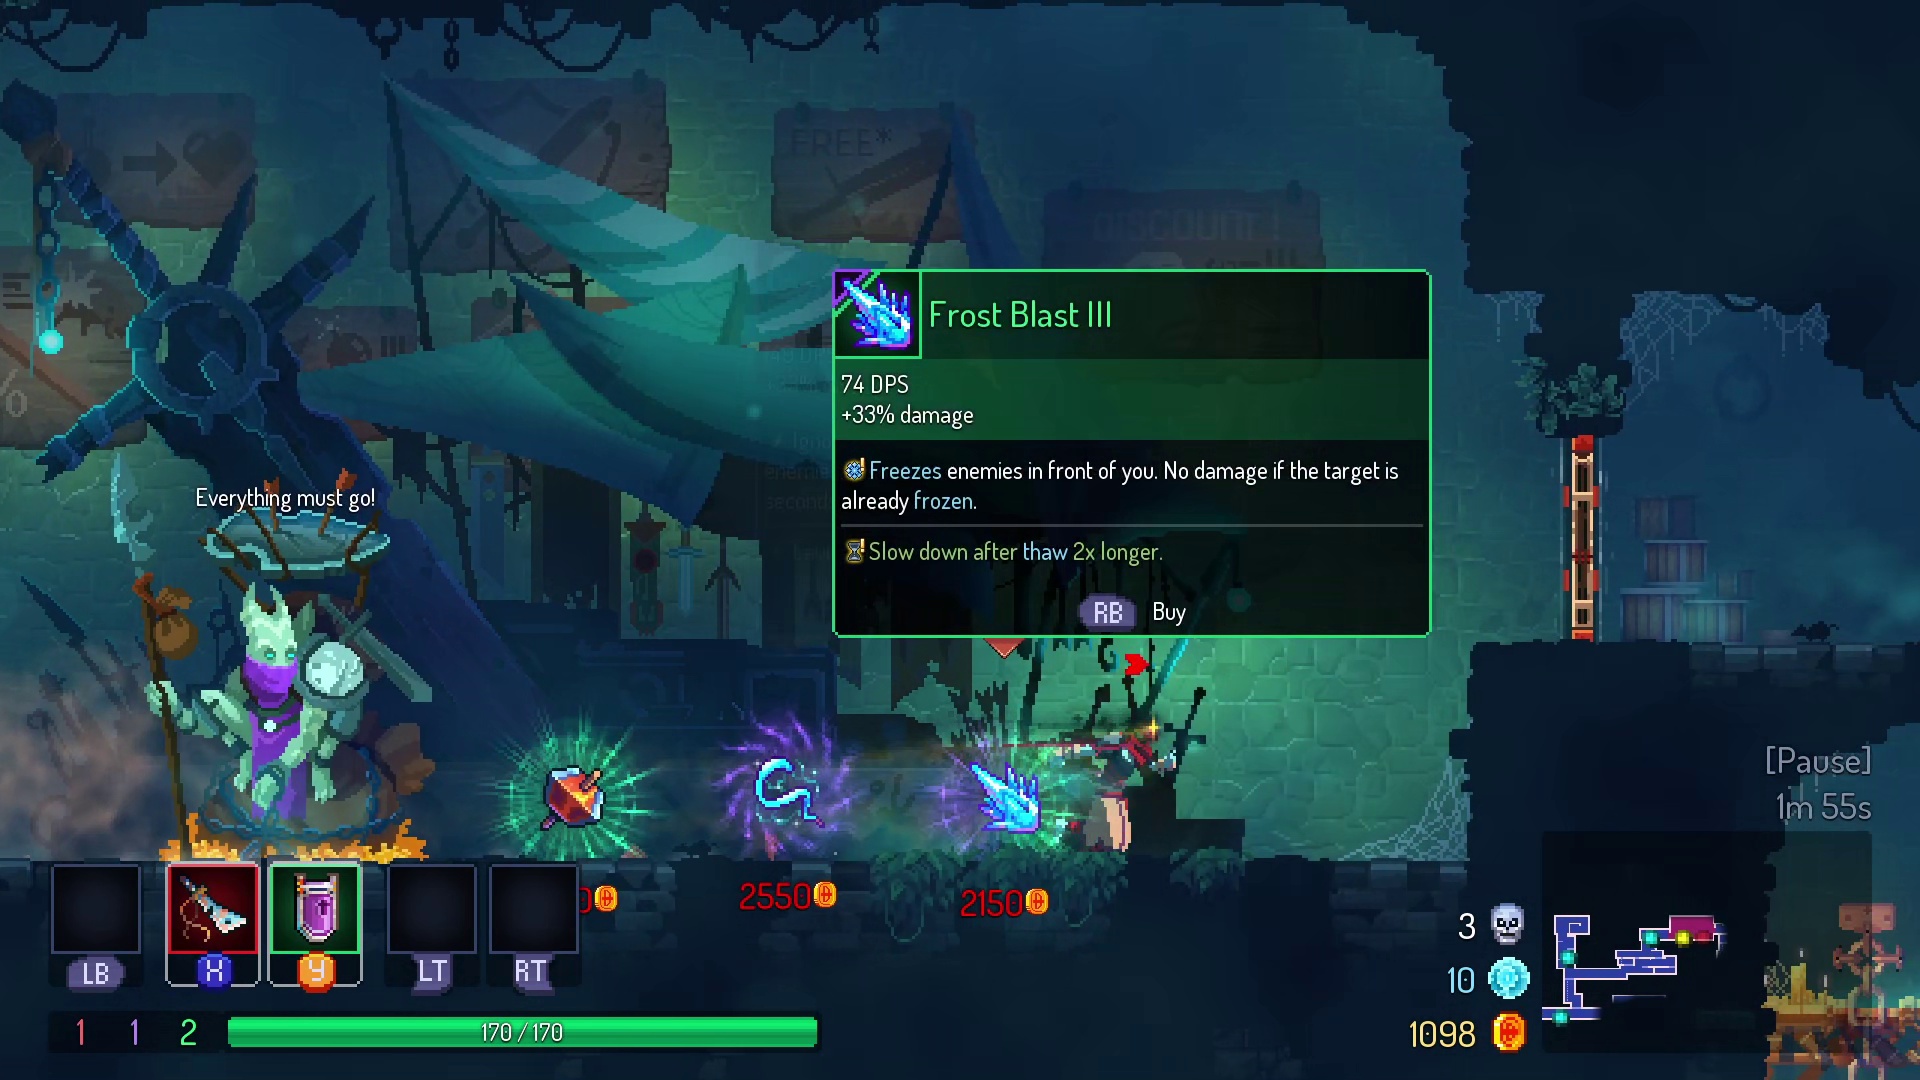 FREE*
DISCOUNT!
Frost Blast III
74 DPS
+33% damage
Freezes enemies in front of you. No damage if the target is
already frozen.
Slow down after thaw 2x longer.
RB Buy
Everything must go!
[Pause]
1m 55s
2550
2150
LB X Y LT RT
3
10
1098
1 1 2 170 / 170